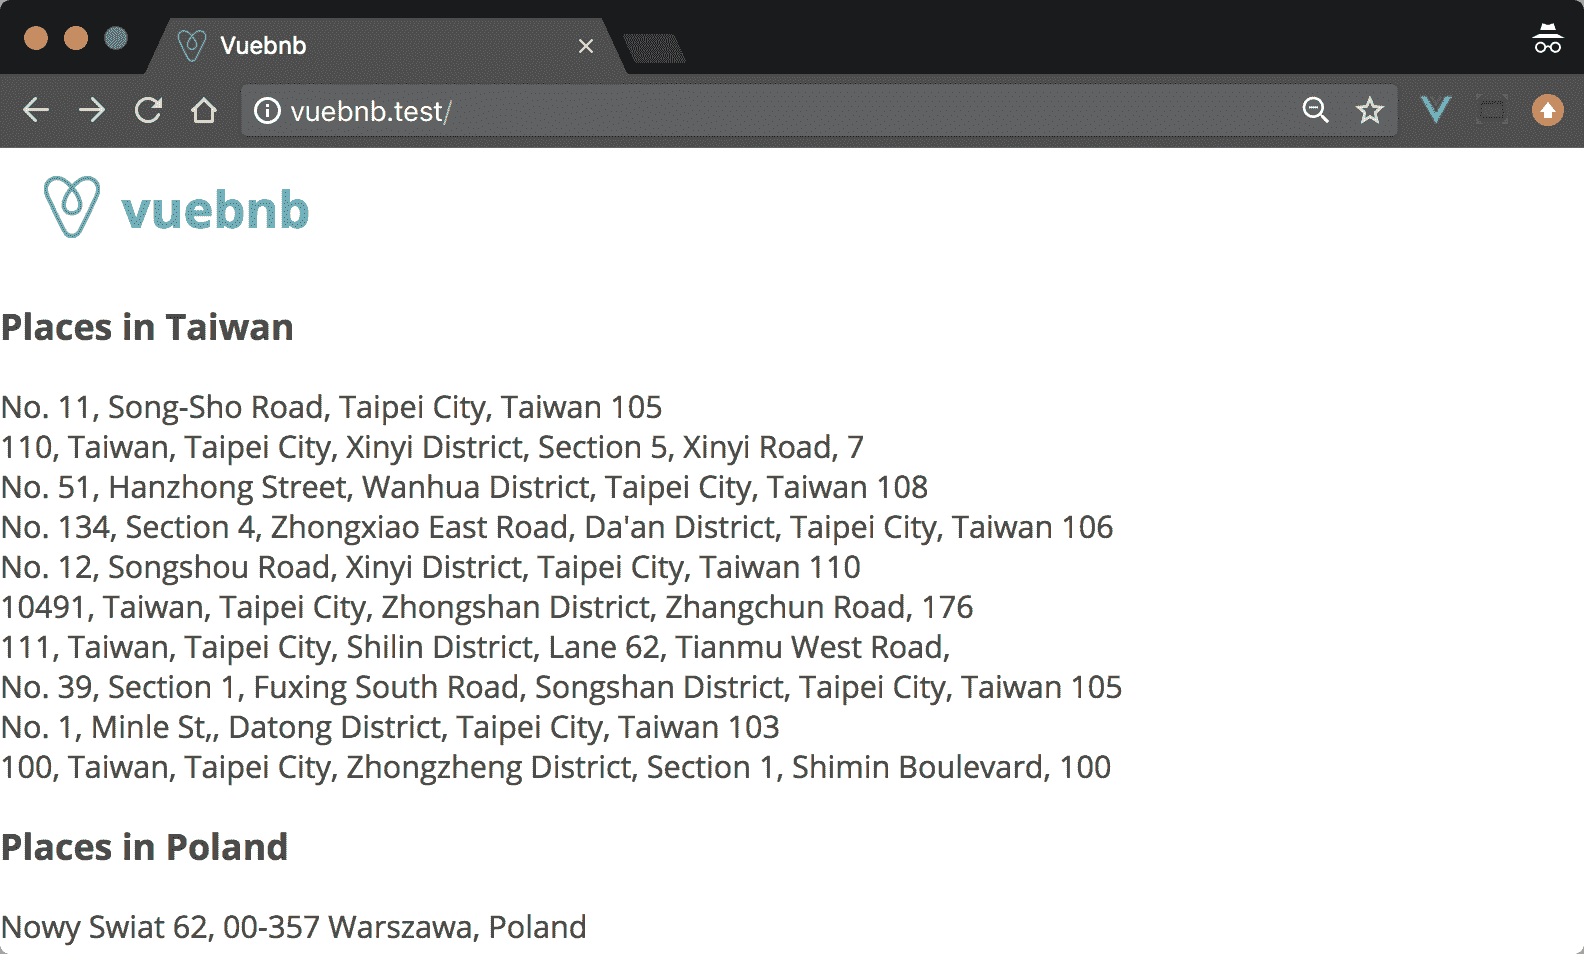 Vuebnb
vuebnb.test/
vuebnb
Places in Taiwan
No. 11, Song-Sho Road, Taipei City, Taiwan 105
110, Taiwan, Taipei City, Xinyi District, Section 5, Xinyi Road, 7
No. 51, Hanzhong Street, Wanhua District, Taipei City, Taiwan 108
No. 134, Section 4, Zhongxiao East Road, Da'an District, Taipei City, Taiwan 106
No. 12, Songshou Road, Xinyi District, Taipei City, Taiwan 110
10491, Taiwan, Taipei City, Zhongshan District, Zhangchun Road, 176
111, Taiwan, Taipei City, Shilin District, Lane 62, Tianmu West Road,
No. 39, Section 1, Fuxing South Road, Songshan District, Taipei City, Taiwan 105
No. 1, Minle St,, Datong District, Taipei City, Taiwan 103
100, Taiwan, Taipei City, Zhongzheng District, Section 1, Shimin Boulevard, 100
Places in Poland
Nowy Swiat 62, 00-357 Warszawa, Poland